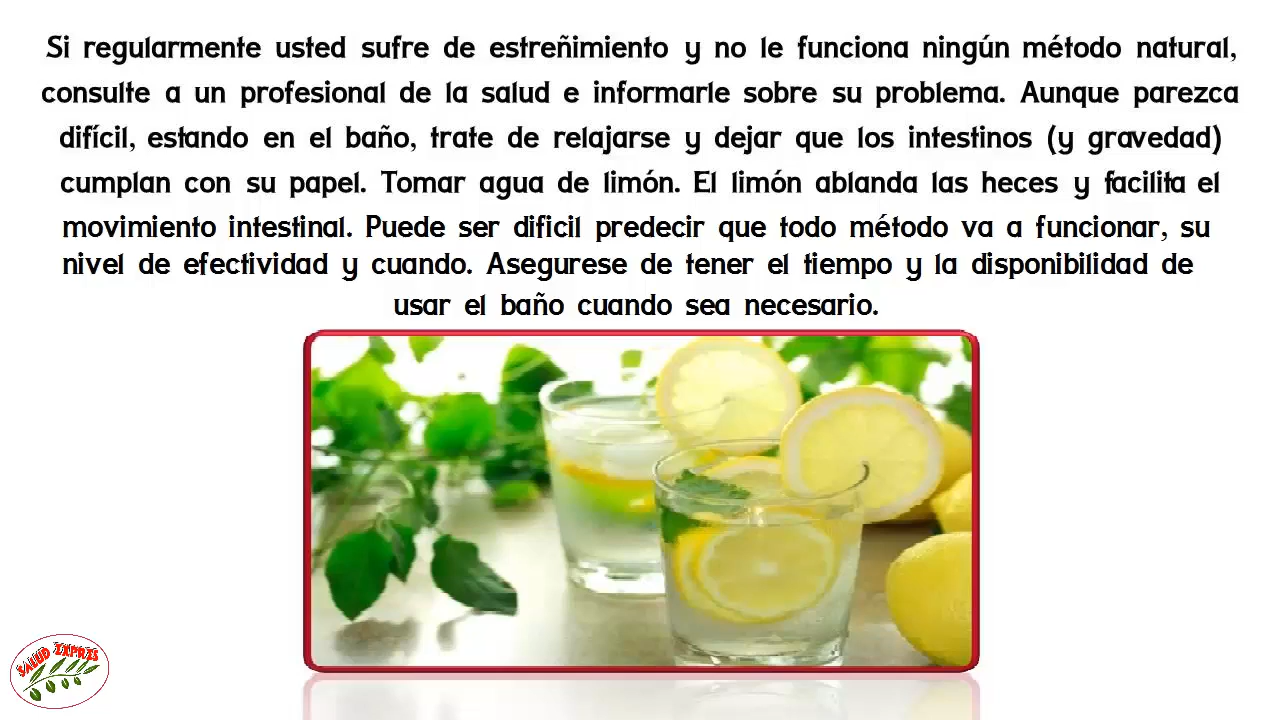 Si regularmente usted sufre de estreñimiento y no le funciona ningún método natural,
consulte a un profesional de la salud e informarle sobre su problema. Aunque parezca
difícil, estando en el baño, trate de relajarse y dejar que los intestinos (y gravedad)
cumplan con su papel. Tomar agua de limón. El limón ablanda las heces y facilita el
movimiento intestinal. Puede ser dificil predecir que todo método va a funcionar, su
nivel de efectividad y cuando. Asegurese de tener el tiempo y la disponibilidad de
usar el baño cuando sea necesario.
SALUD EXPRES